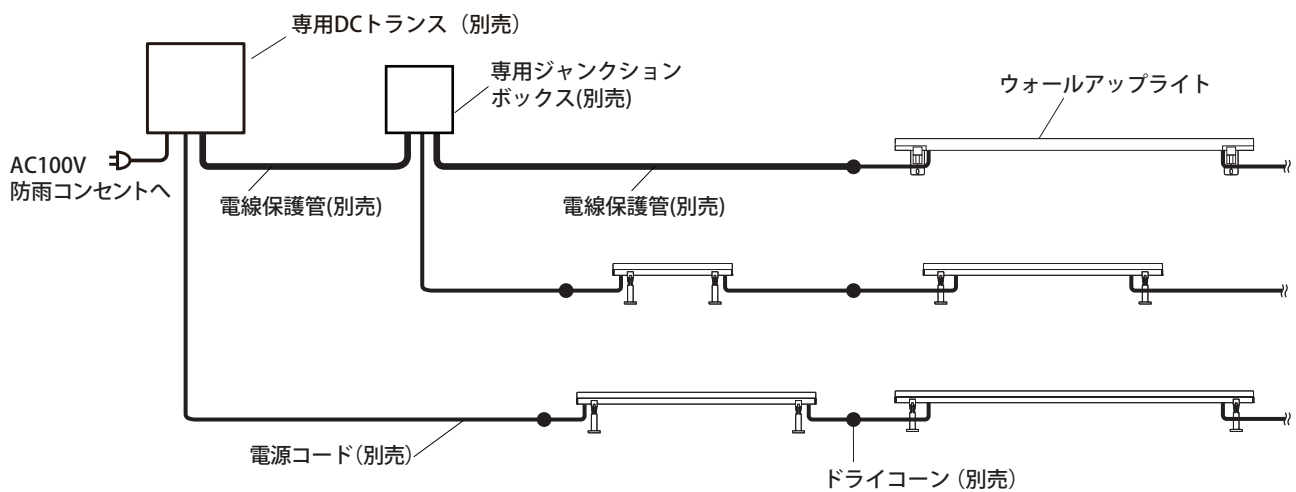 専用DCトランス（別売）
専用ジャンクション
ボックス(別売)
ウォールアップライト
AC100V
防雨コンセントへ
電線保護管(別売)
電線保護管(別売)
電源コード(別売)
ドライコーン（別売）